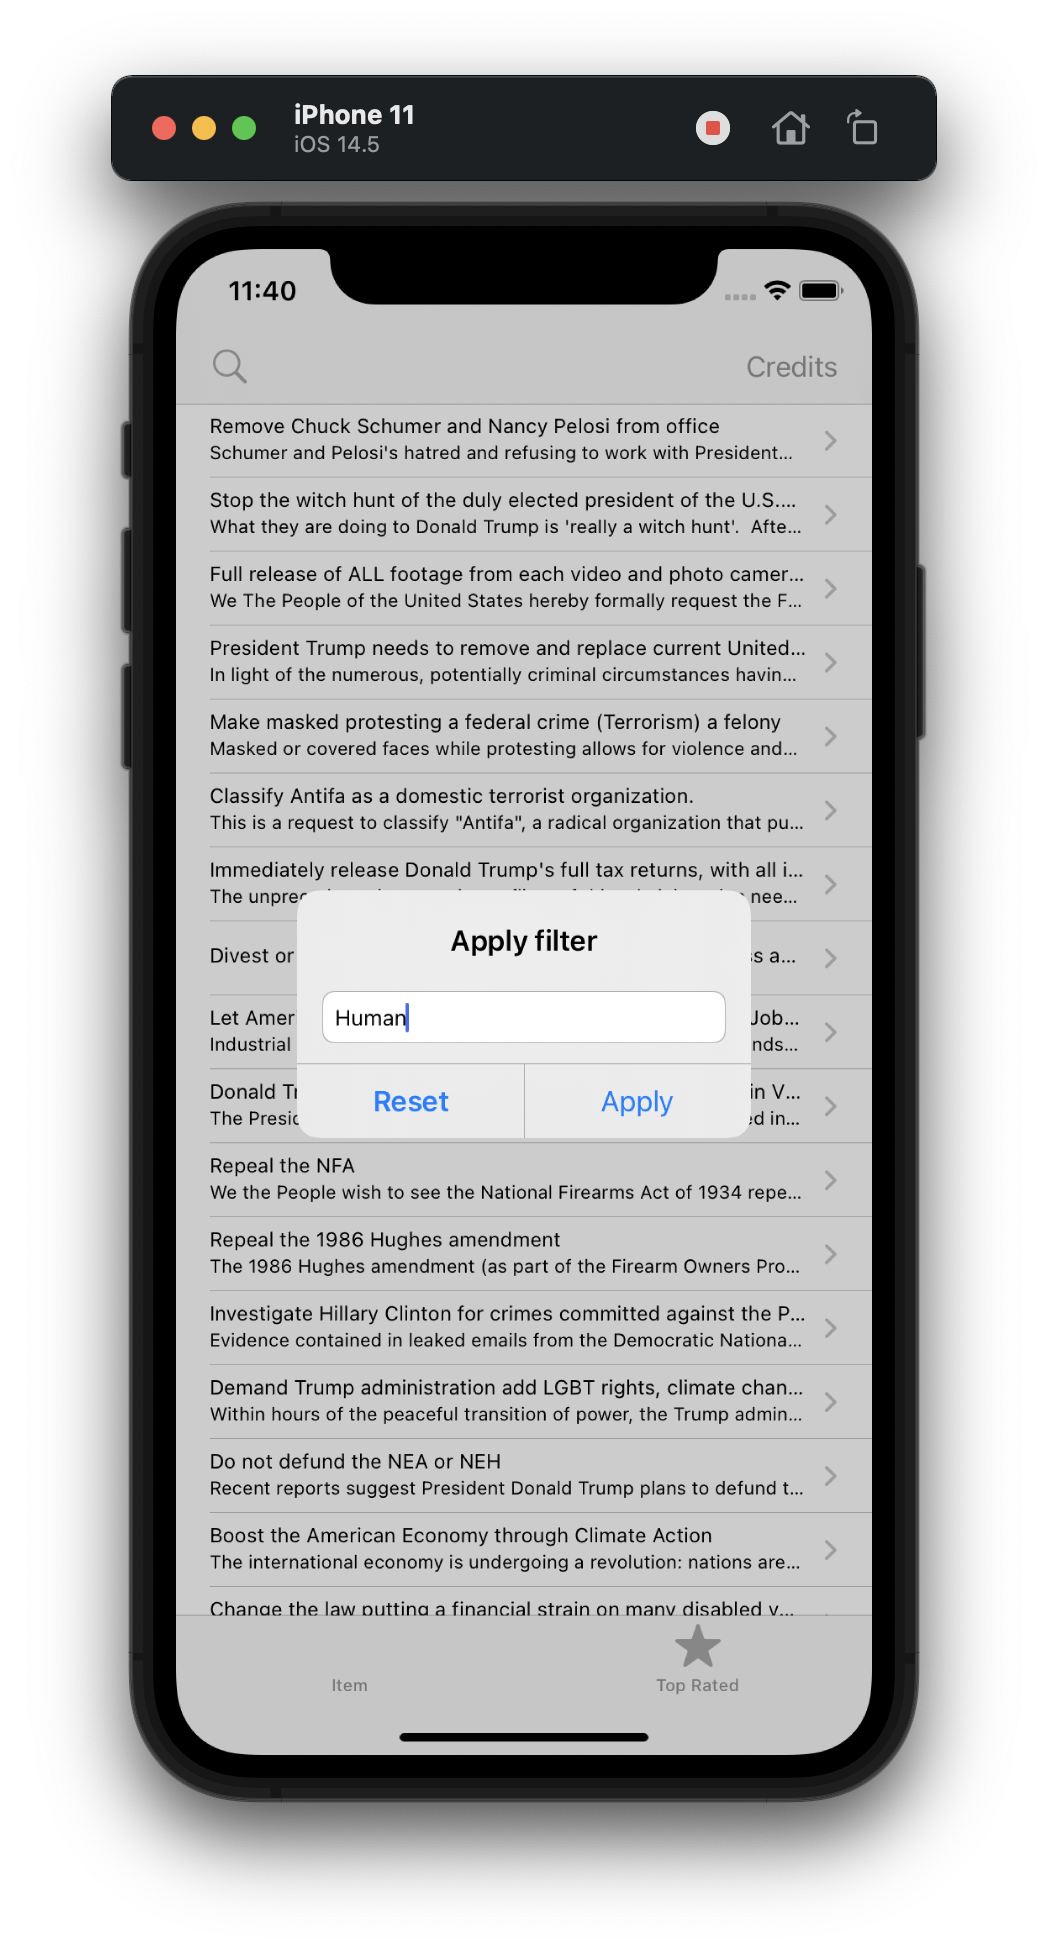 iPhone 11
iOS 14.5
11:40
Credits
Remove Chuck Schumer and Nancy Pelosi from office
Schumer and Pelosi's hatred and refusing to work with President...
Stop the witch hunt of the duly elected president of the U.S....
What they are doing to Donald Trump is 'really a witch hunt'. Afte...
Full release of ALL footage from each video and photo camer...
We The People of the United States hereby formally request the F...
President Trump needs to remove and replace current United...
In light of the numerous, potentially criminal circumstances havin...
Make masked protesting a federal crime (Terrorism) a felony
Masked or covered faces while protesting allows for violence and...
Classify Antifa as a domestic terrorist organization.
This is a request to classify "Antifa", a radical organization that pu...
Immediately release Donald Trump's full tax returns, with all i...
The nee...
Apply filter
Divest or a...
Human
Let
Industrial
Reset Apply
Donald in V...
The in...
Repeal the NFA
We the People wish to see the National Firearms Act of 1934 repe...
Repeal the 1986 Hughes amendment
The 1986 Hughes amendment (as part of the Firearm Owners Pro...
Investigate Hillary Clinton for crimes committed against the P...
Evidence contained in leaked emails from the Democratic Nationa...
Demand Trump administration add LGBT rights, climate chan...
Within hours of the peaceful transition of power, the Trump admin...
Do not defund the NEA or NEH
Recent reports suggest President Donald Trump plans to defund t...
Boost the American Economy through Climate Action
The international economy is undergoing a revolution: nations are...
Change the law putting a financial strain on many disabled v...
Item
Top Rated